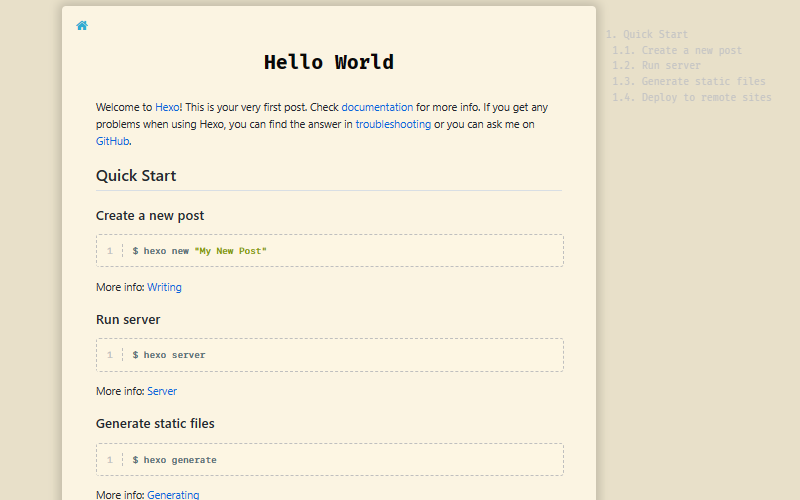 Hello World
Welcome to Hexo! This is your very first post. Check documentation for more info. If you get any
problems when using Hexo, you can find the answer in troubleshooting or you can ask me on
GitHub.
Quick Start
Create a new post
1 $ hexo new "My New Post"
More info: Writing
Run server
1 $ hexo server
More info: Server
Generate static files
1 $ hexo generate
More info: Generating
1. Quick Start
1.1. Create a new post
1.2. Run server
1.3. Generate static files
1.4. Deploy to remote sites